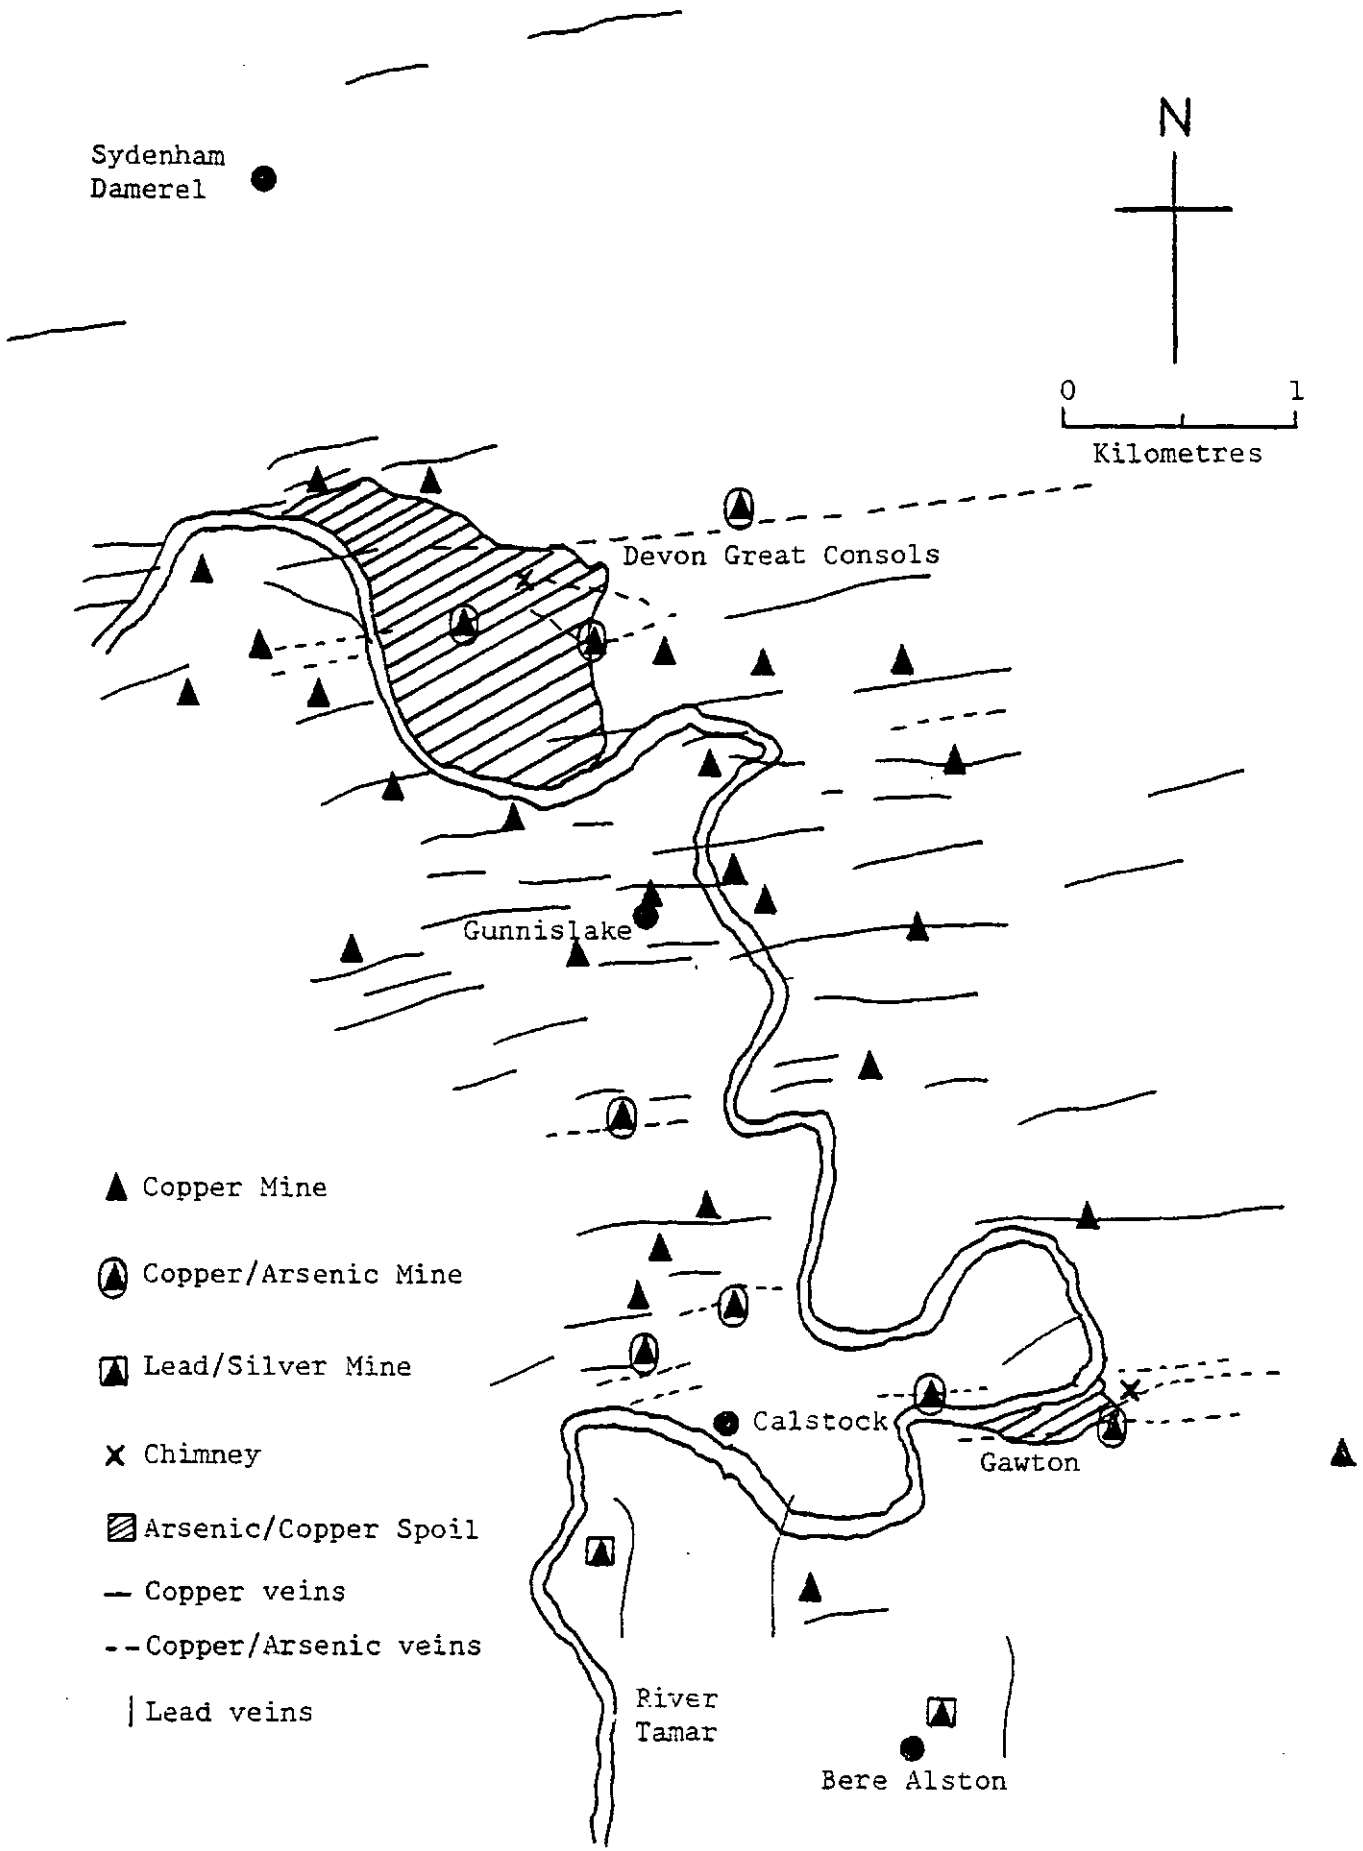 N
Sydenham
Damerel
0 1
Kilometres
Devon Great Consols
Gunnislake
Copper Mine
Copper/Arsenic Mine
Lead/Silver Mine
Calstock
Chimney
Gawton
Arsenic/Copper Spoil
Copper veins
Copper/Arsenic veins
Lead veins
River
Tamar
Bere Alston